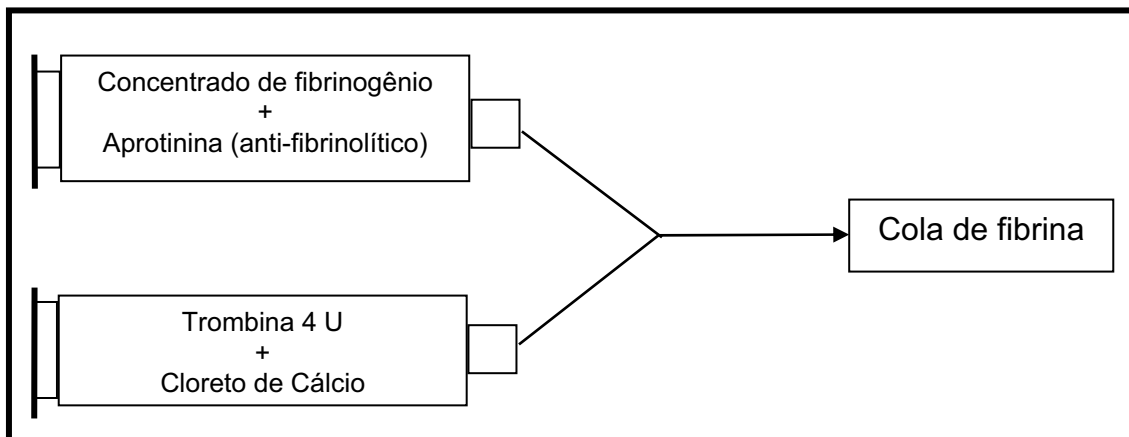 Concentrado de fibrinogênio
+
Aprotinina (anti-fibrinolítico)
Cola de fibrina
Trombina 4 U
+
Cloreto de Cálcio